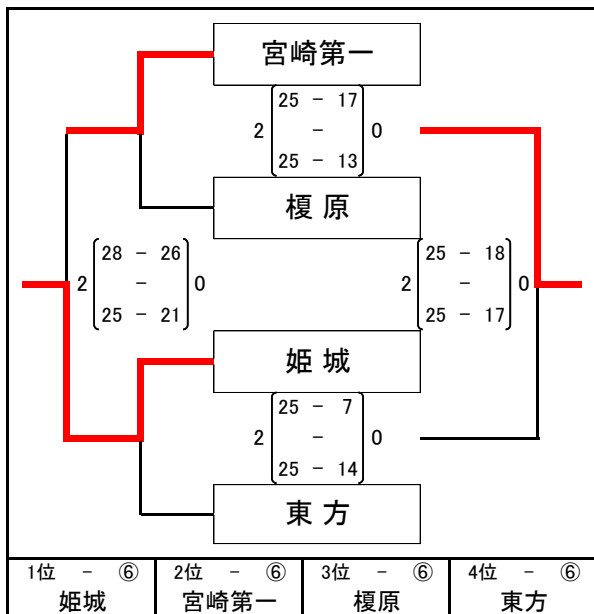 宮崎第一
25 - 17
2 - 0
25 - 13
榎原
28 - 26
2 - 0
25 - 21
25 - 18
2 - 0
25 - 17
姫城
25 - 7
2 - 0
25 - 14
東方
1位 - ⑥ 2位 - ⑥ 3位 - ⑥ 4位 - ⑥
姫城 宮崎第一 榎原 東方